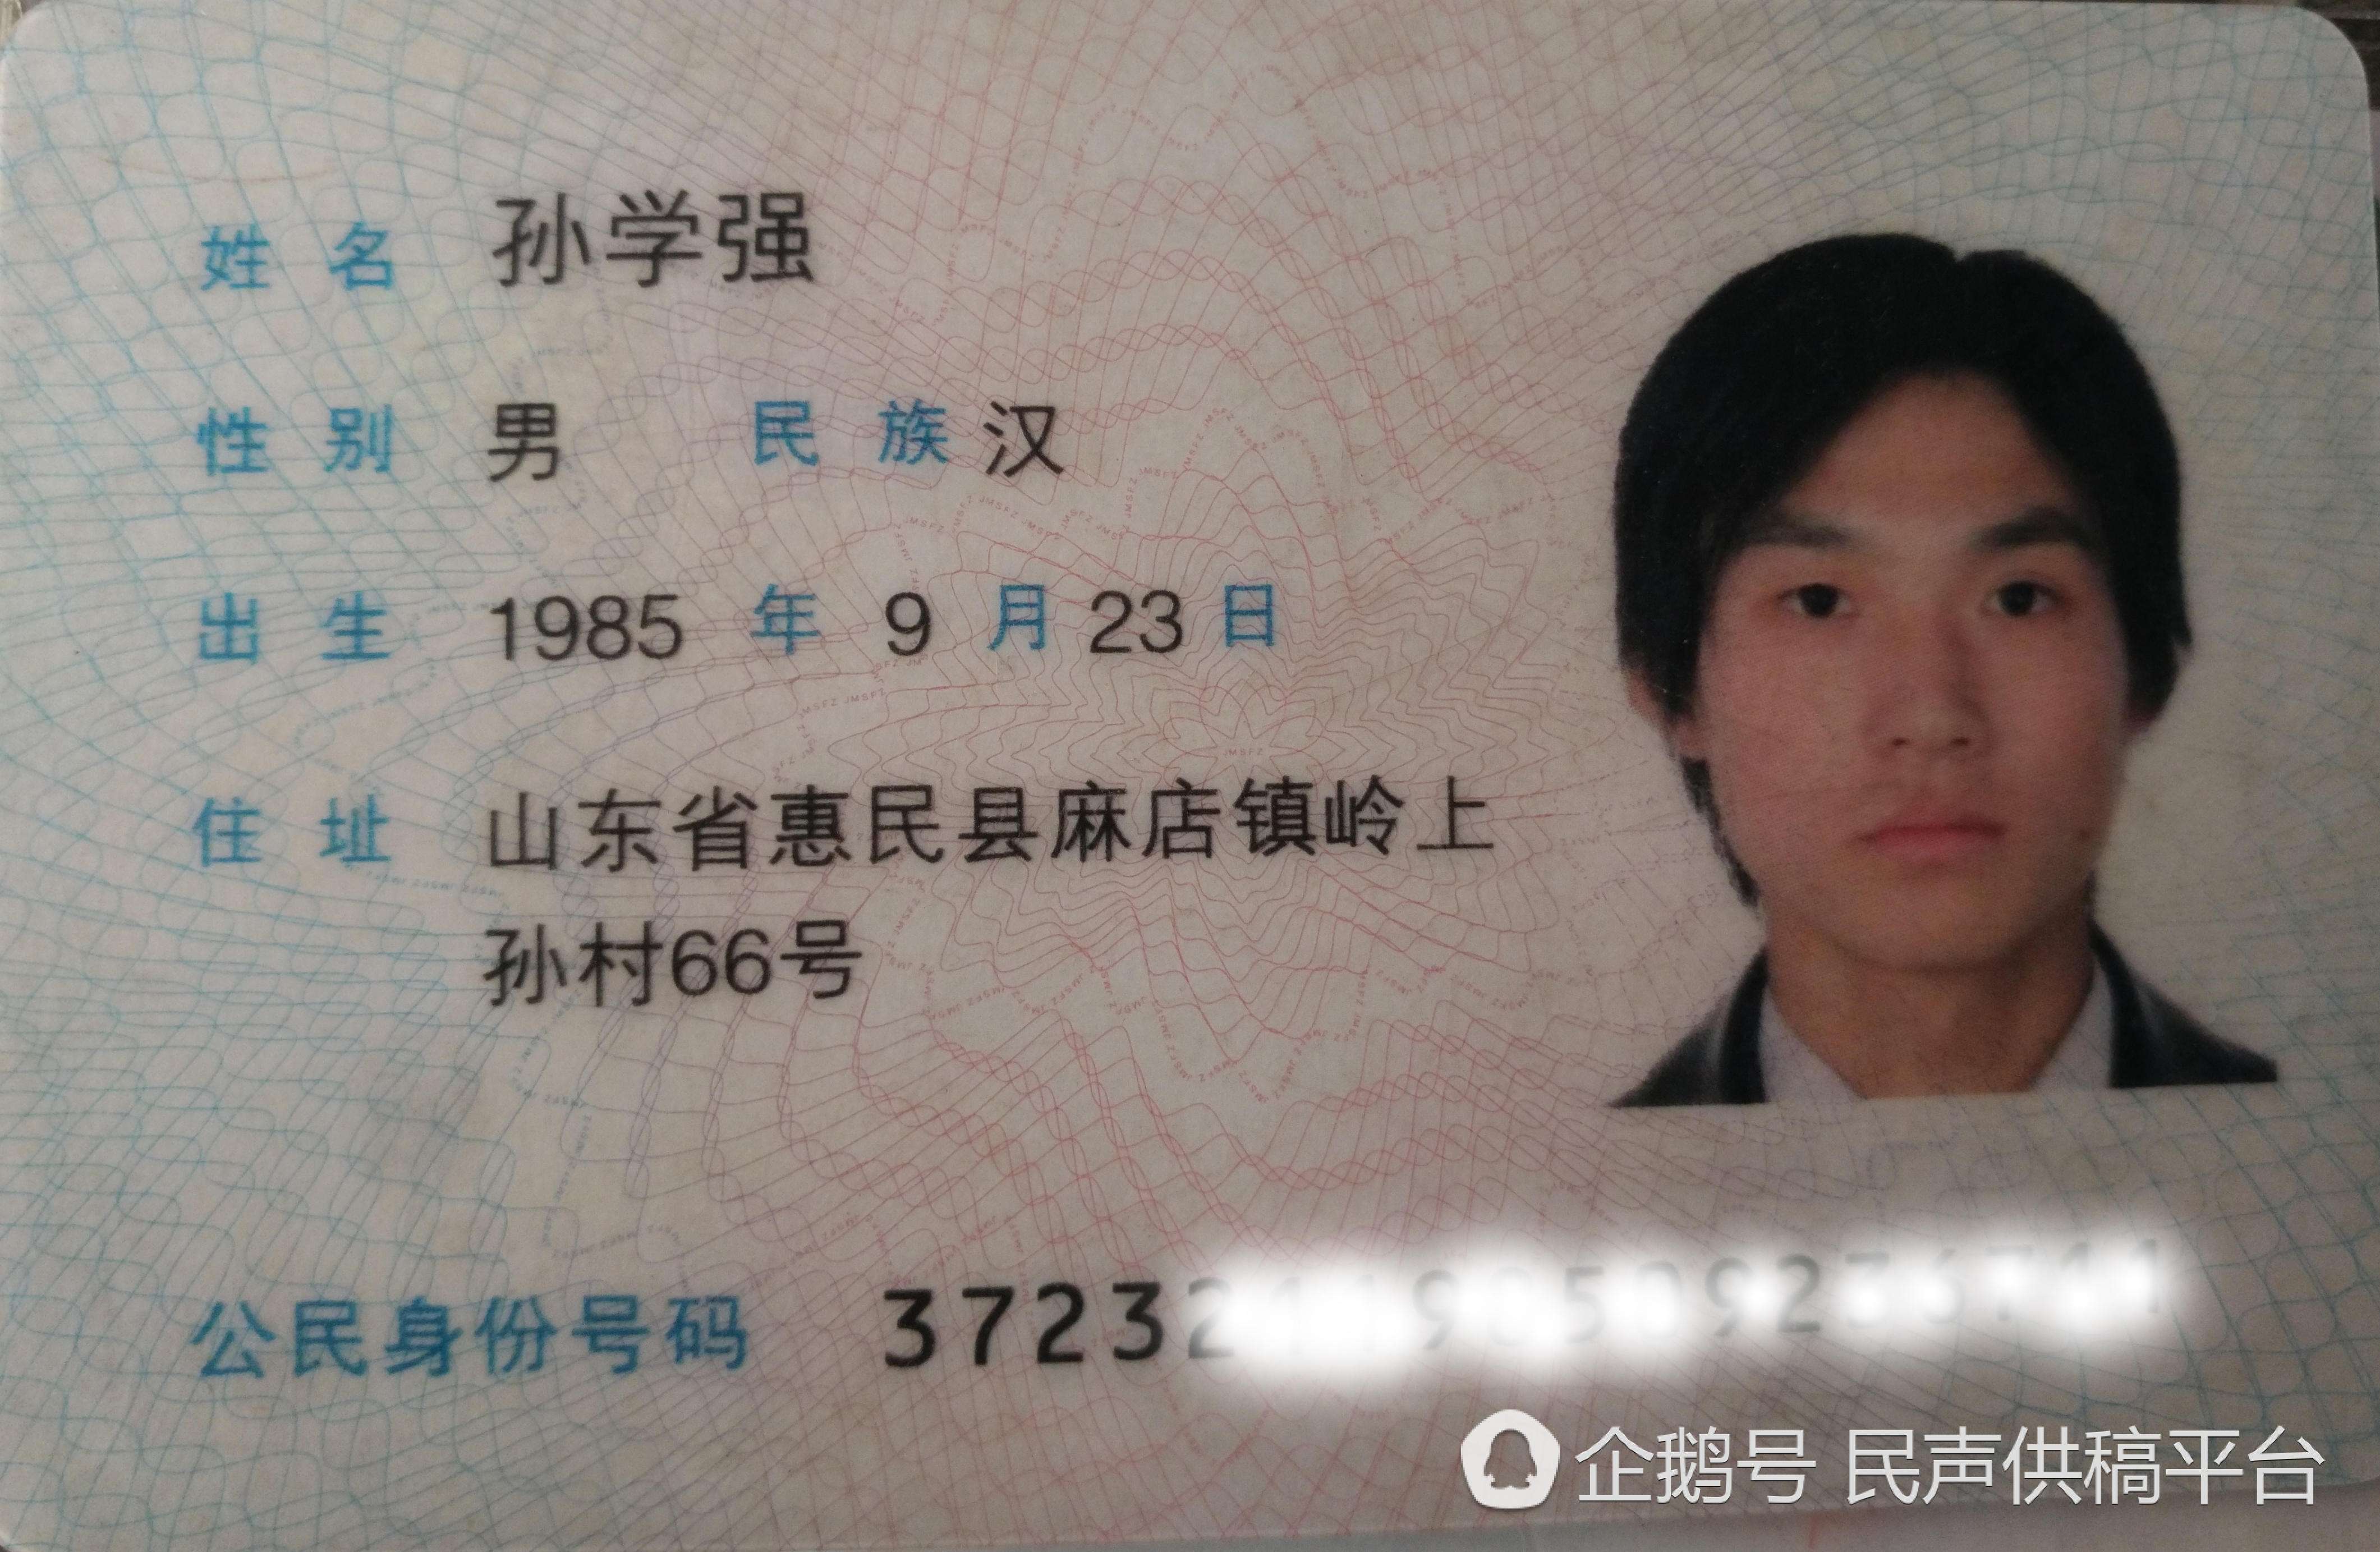 姓名 孙学强
性别 男 民族 汉
出生 1985 年 9 月 23 日
住址 山东省惠民县麻店镇岭上
孙村66号
公民身份号码 3723
企鹅号 民声供稿平台